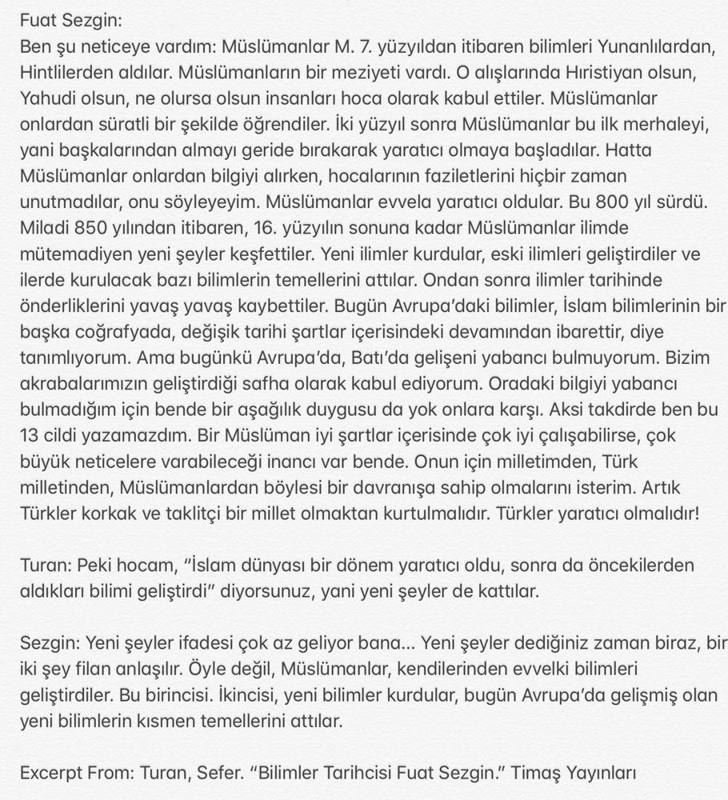 Fuat Sezgin:
Ben şu neticeye vardım: Müslümanlar M. 7. yüzyıldan itibaren bilimleri Yunanlılardan,
Hintlilerden aldılar. Müslümanların bir meziyeti vardı. O alışlarında Hıristiyan olsun,
Yahudi olsun, ne olursa olsun insanları hoca olarak kabul ettiler. Müslümanlar
onlardan süratli bir şekilde öğrendiler. İki yüzyıl sonra Müslümanlar bu ilk merhaleyi,
yani başkalarından almayı geride bırakarak yaratıcı olmaya başladılar. Hatta
Müslümanlar onlardan bilgiyi alırken, hocalarının faziletlerini hiçbir zaman
unutmadılar, onu söyleyeyim. Müslümanlar evvela yaratıcı oldular. Bu 800 yıl sürdü.
Miladi 850 yılından itibaren, 16. yüzyılın sonuna kadar Müslümanlar ilimde
mütemadiyen yeni şeyler keşfettiler. Yeni ilimler kurdular, eski ilimleri geliştirdiler ve
ilerde kurulacak bazı bilimlerin temellerini attılar. Ondan sonra ilimler tarihinde
önderliklerini yavaş yavaş kaybettiler. Bugün Avrupa’daki bilimler, İslam bilimlerinin bir
başka coğrafyada, değişik tarihi şartlar içerisindeki devamından ibarettir, diye
tanımlıyorum. Ama bugünkü Avrupa’da, Batı’da gelişeni yabancı bulmuyorum. Bizim
akrabalarımızın geliştirdiği safha olarak kabul ediyorum. Oradaki bilgiyi yabancı
bulmadığım için bende bir aşağılık duygusu da yok onlara karşı. Aksi takdirde ben bu
13 cildi yazamazdım. Bir Müslüman iyi şartlar içerisinde çok iyi çalışabilirse, çok
büyük neticelere varabileceği inancı var bende. Onun için milletimden, Türk
milletinden, Müslümanlardan böylesi bir davranışa sahip olmalarını isterim. Artık
Türkler korkak ve taklitçi bir millet olmaktan kurtulmalıdır. Türkler yaratıcı olmalıdır!
Turan: Peki hocam, “İslam dünyası bir dönem yaratıcı oldu, sonra da öncekilerden
aldıkları bilimi geliştirdi” diyorsunuz, yani yeni şeyler de kattılar.
Sezgin: Yeni şeyler ifadesi çok az geliyor bana... Yeni şeyler dediğiniz zaman biraz, bir
iki şey filan anlaşılır. Öyle değil, Müslümanlar, kendilerinden evvelki bilimleri
geliştirdiler. Bu birincisi. İkincisi, yeni bilimler kurdular, bugün Avrupa’da gelişmiş olan
yeni bilimlerin kısmen temellerini attılar.
Excerpt From: Turan, Sefer. “Bilimler Tarihcisi Fuat Sezgin.” Timaş Yayınları